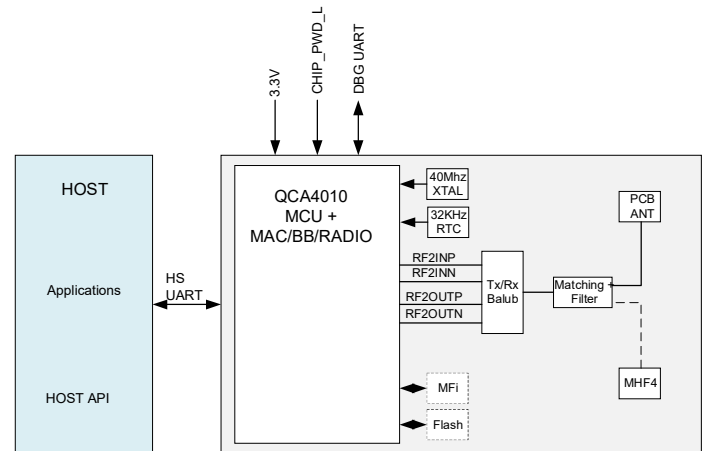 3.3V
CHIP_PWD_L
DBG UART
HOST
Applications
HOST API
HS
UART
QCA4010
MCU +
MAC/BB/RADIO
40Mhz
XTAL
32KHz
RTC
RF2INP
RF2INN
RF2OUTP
RF2OUTN
Tx/Rx
Balub
Matching +
Filter
PCB
ANT
MHF4
MFi
Flash